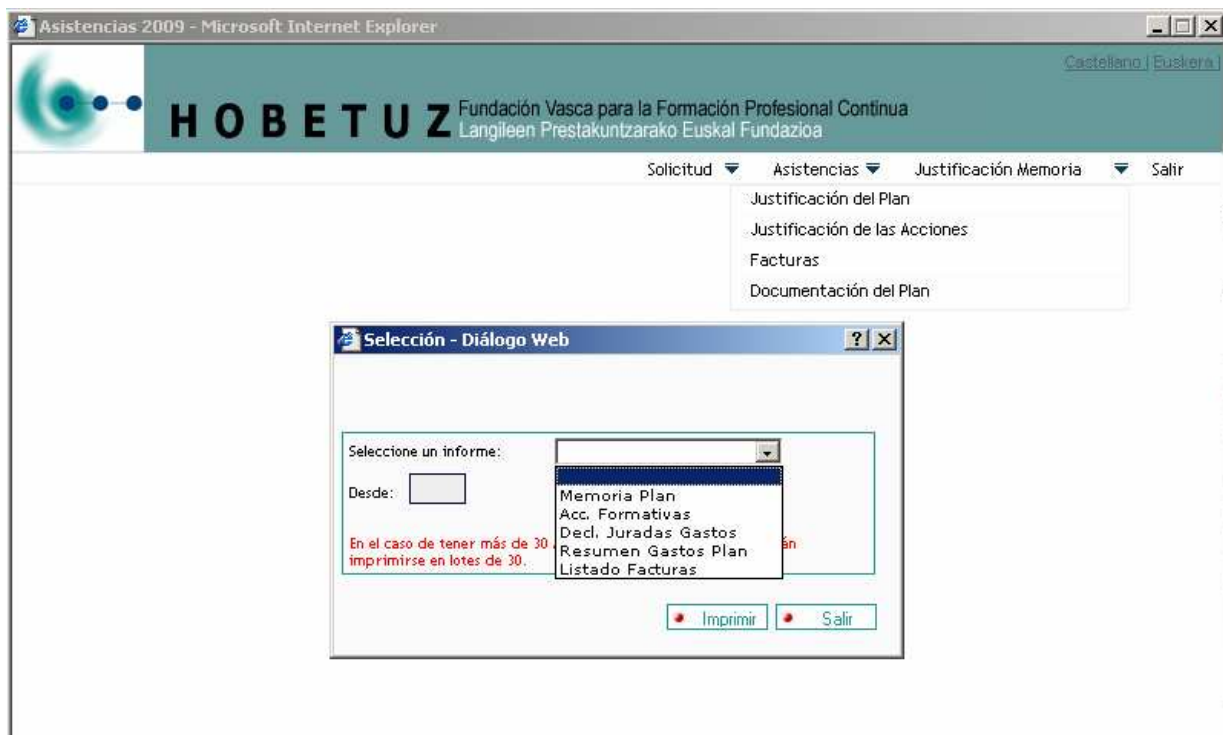 Asistencias 2009 - Microsoft Internet Explorer
Castellano | Euskera |
HOBETUZ Fundación Vasca para la Formación Profesional Continua
Langileen Prestakuntzarako Euskal Fundazioa
Solicitud Asistencias Justificación Memoria Salir
Justificación del Plan
Justificación de las Acciones
Facturas
Documentación del Plan
Selección - Diálogo Web
Seleccione un informe:
Desde:
Memoria Plan
Acc. Formativas
Decl. Juradas Gastos
Resumen Gastos Plan
Listado Facturas
En el caso de tener más de 30
imprimirse en lotes de 30.
Imprimir Salir